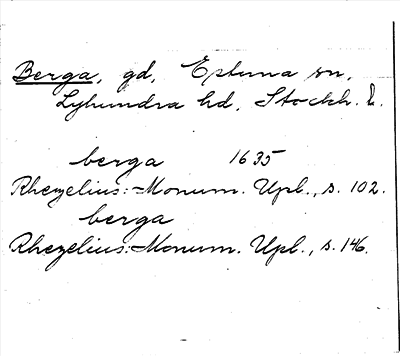 Berga, gd, Estuna sn,
Lyhundra hd, Stockh. l.
berga 1635
Rhezelius: Monum. Upl., s. 102.
berga
Rhezelius: Monum. Upl., s. 146.